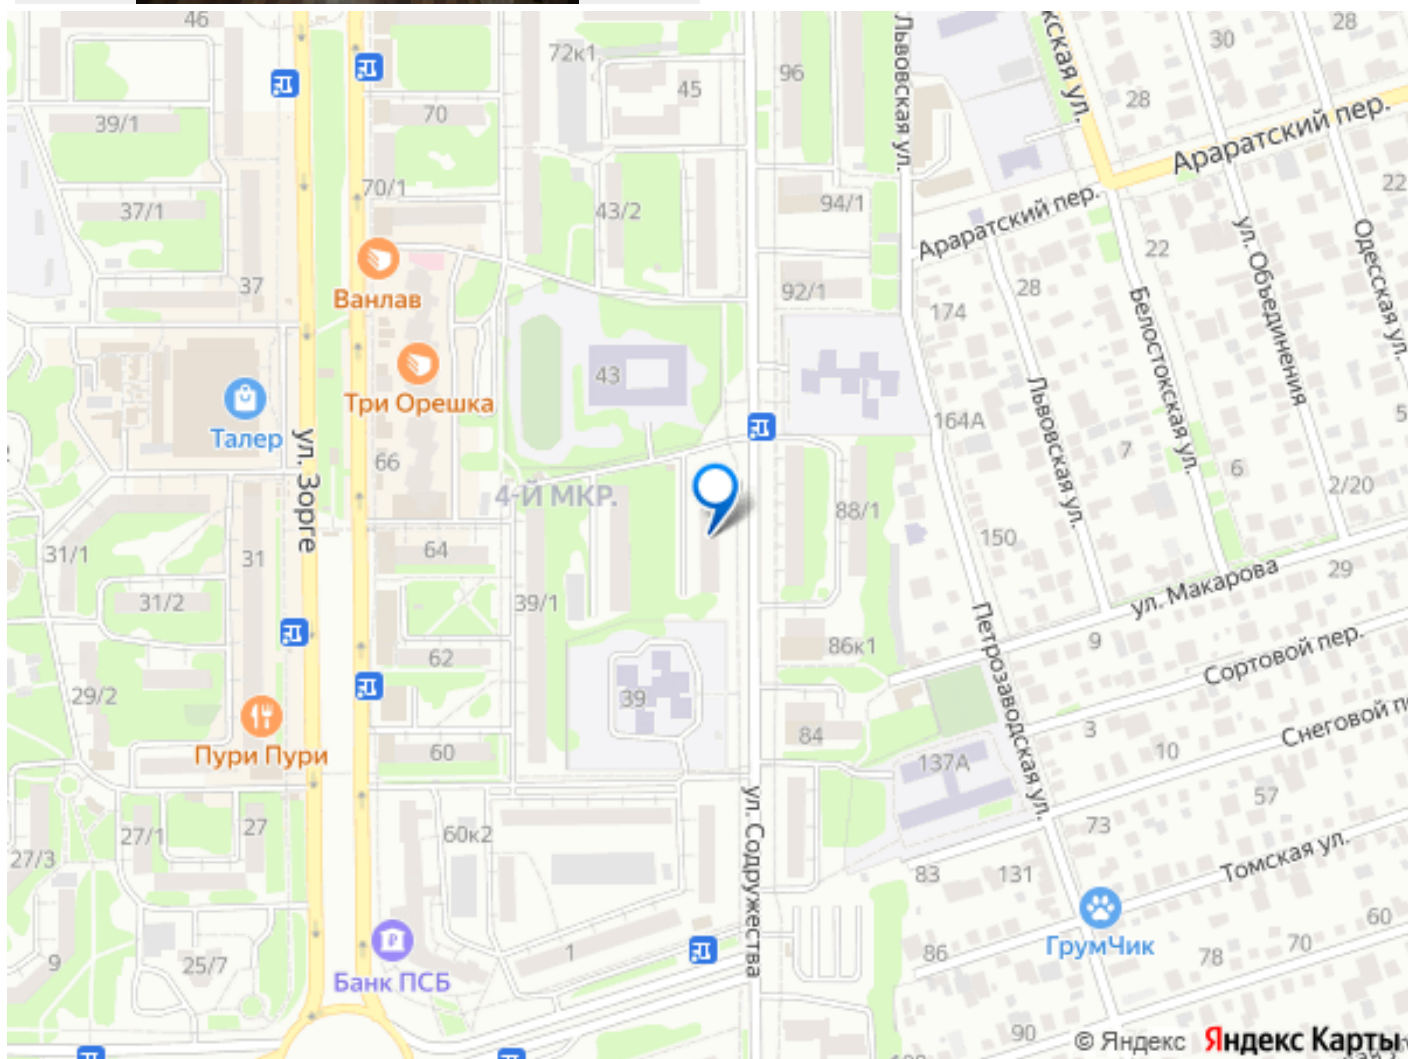 46
28
30
72к1
96
45
28
Львовская ул.
кская ул.
39/1
70
Араратский пер.
70/1
22
37/1
43/2
94/1
Араратский пер.
22
ул. Объединения
Одесская ул.
37
Ванлав
92/1
28
174
Белостокская ул.
43
Талер
Три Орешка
164А
Львовская ул.
5
66
7
6
ул. Зорге
4-Й МКР.
2/20
88/1
31/1
31
64
150
31/2
39/1
ул. Макарова
29
Петрозаводская ул.
62
86к1
9
Сортовой пер.
29/2
39
Пури Пури
60
84
137А
3
10
Снеговой п
57
27/1
27
60к2
ул. Содружества
73
27/3
Томская ул.
83
131
60
9
25/7
Банк ПСБ
1
86
ГрумЧик
78
70
90
© Яндекс
Яндекс Карты